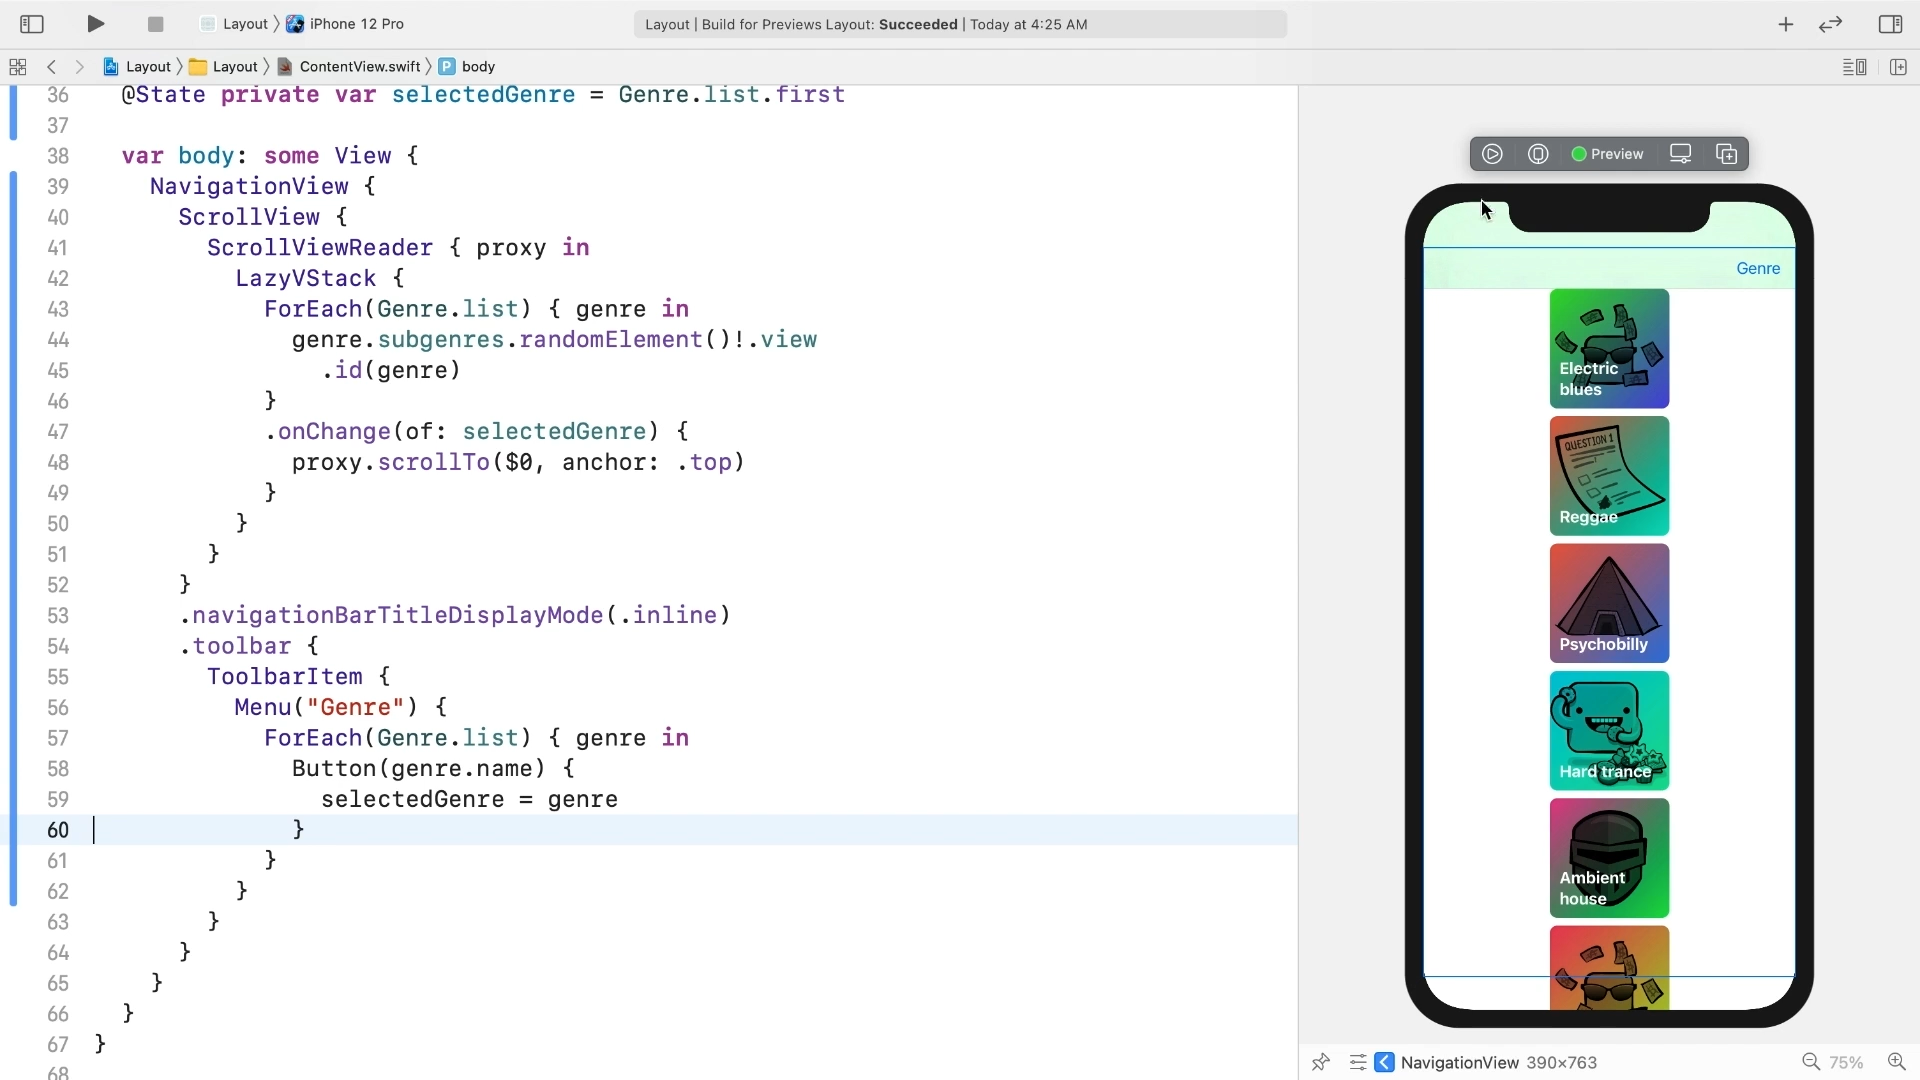 Layout  iPhone 12 Pro
Layout | Build for Previews Layout: Succeeded | Today at 4:25 AM
Layout  Layout  ContentView.swift  P body
36 @State private var selectedGenre = Genre.list.first
37
38 var body: some View {
39 NavigationView {
40 ScrollView {
41 ScrollViewReader { proxy in
42 LazyVStack {
43 ForEach(Genre.list) { genre in
44 genre.subgenres.randomElement()!.view
45 .id(genre)
46 }
47 .onChange(of: selectedGenre) {
48 proxy.scrollTo($0, anchor: .top)
49 }
50 }
51 }
52 }
53 .navigationBarTitleDisplayMode(.inline)
54 .toolbar {
55 ToolbarItem {
56 Menu("Genre") {
57 ForEach(Genre.list) { genre in
58 Button(genre.name) {
59 selectedGenre = genre
60 }
61 }
62 }
63 }
64 }
65 }
66 }
67 }
68
Preview
Genre
Electric
blues
QUESTION 1
Reggae
Psychobilly
Hard trance
Ambient
house
NavigationView 390×763
75%